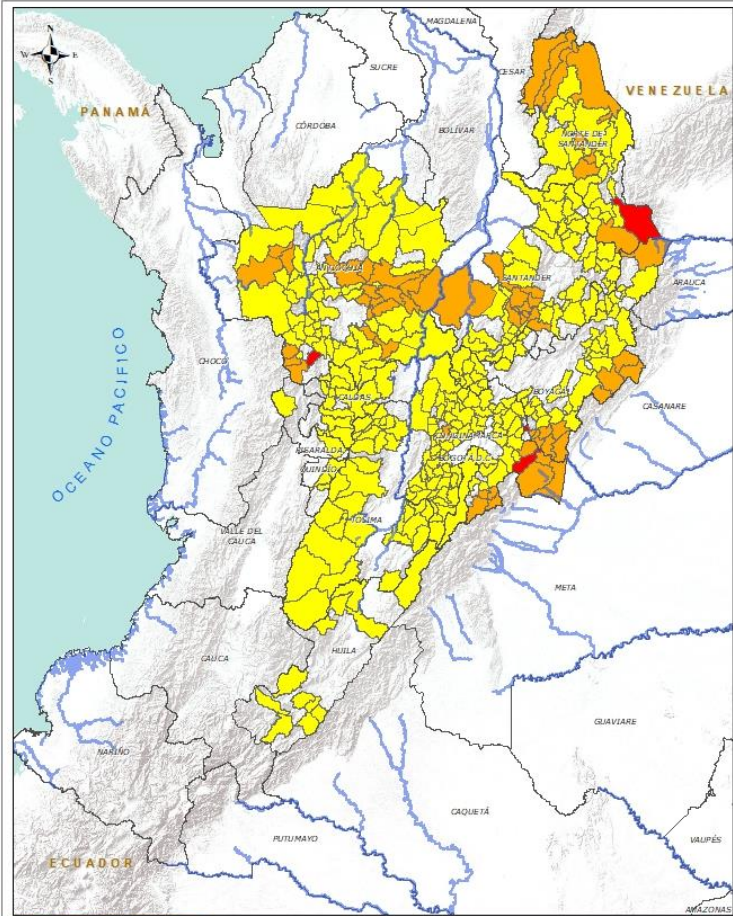 N
W E
S
MAGDALENA
SUCRE
CESAR
VENEZUELA
PANAMÁ
CÓRDOBA
BOLÍVAR
NORTE DE
SANTANDER
ANTIOQUIA
SANTANDER
ARAUCA
CHOCÓ
OCEANO PACIFICO
BOYACÁ
CALDAS
CASANARE
CUNDINAMARCA
RISARALDA
BOGOTÁ, D.C.
QUINDIO
TOLIMA
VALLE DEL
CAUCA
META
CAUCA
HUILA
GUAVIARE
NARIÑO
CAQUETÁ
PUTUMAYO
VAUPÉS
ECUADOR
AMAZONAS